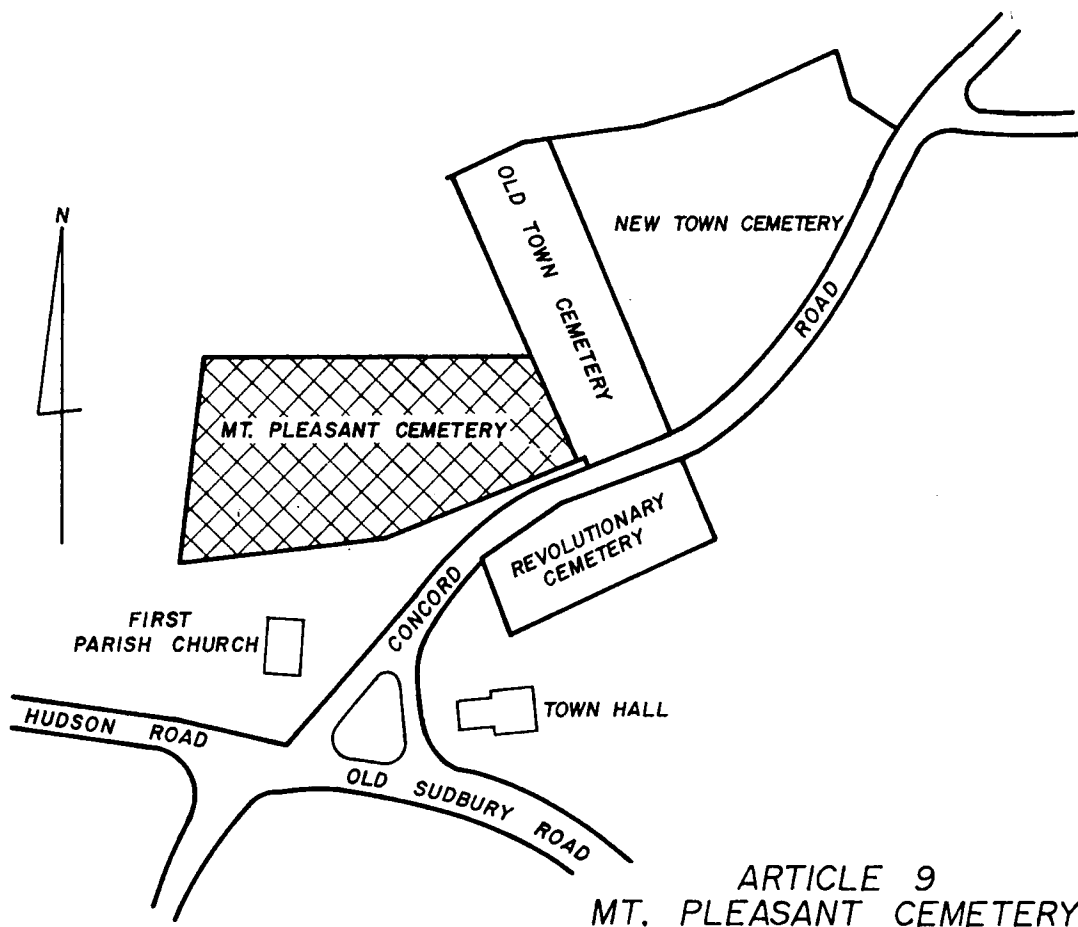 N
OLD TOWN CEMETERY
NEW TOWN CEMETERY
ROAD
MT. PLEASANT CEMETERY
REVOLUTIONARY
CEMETERY
CONCORD
FIRST
PARISH CHURCH
TOWN HALL
HUDSON ROAD
OLD SUDBURY ROAD
ARTICLE 9
MT. PLEASANT CEMETERY